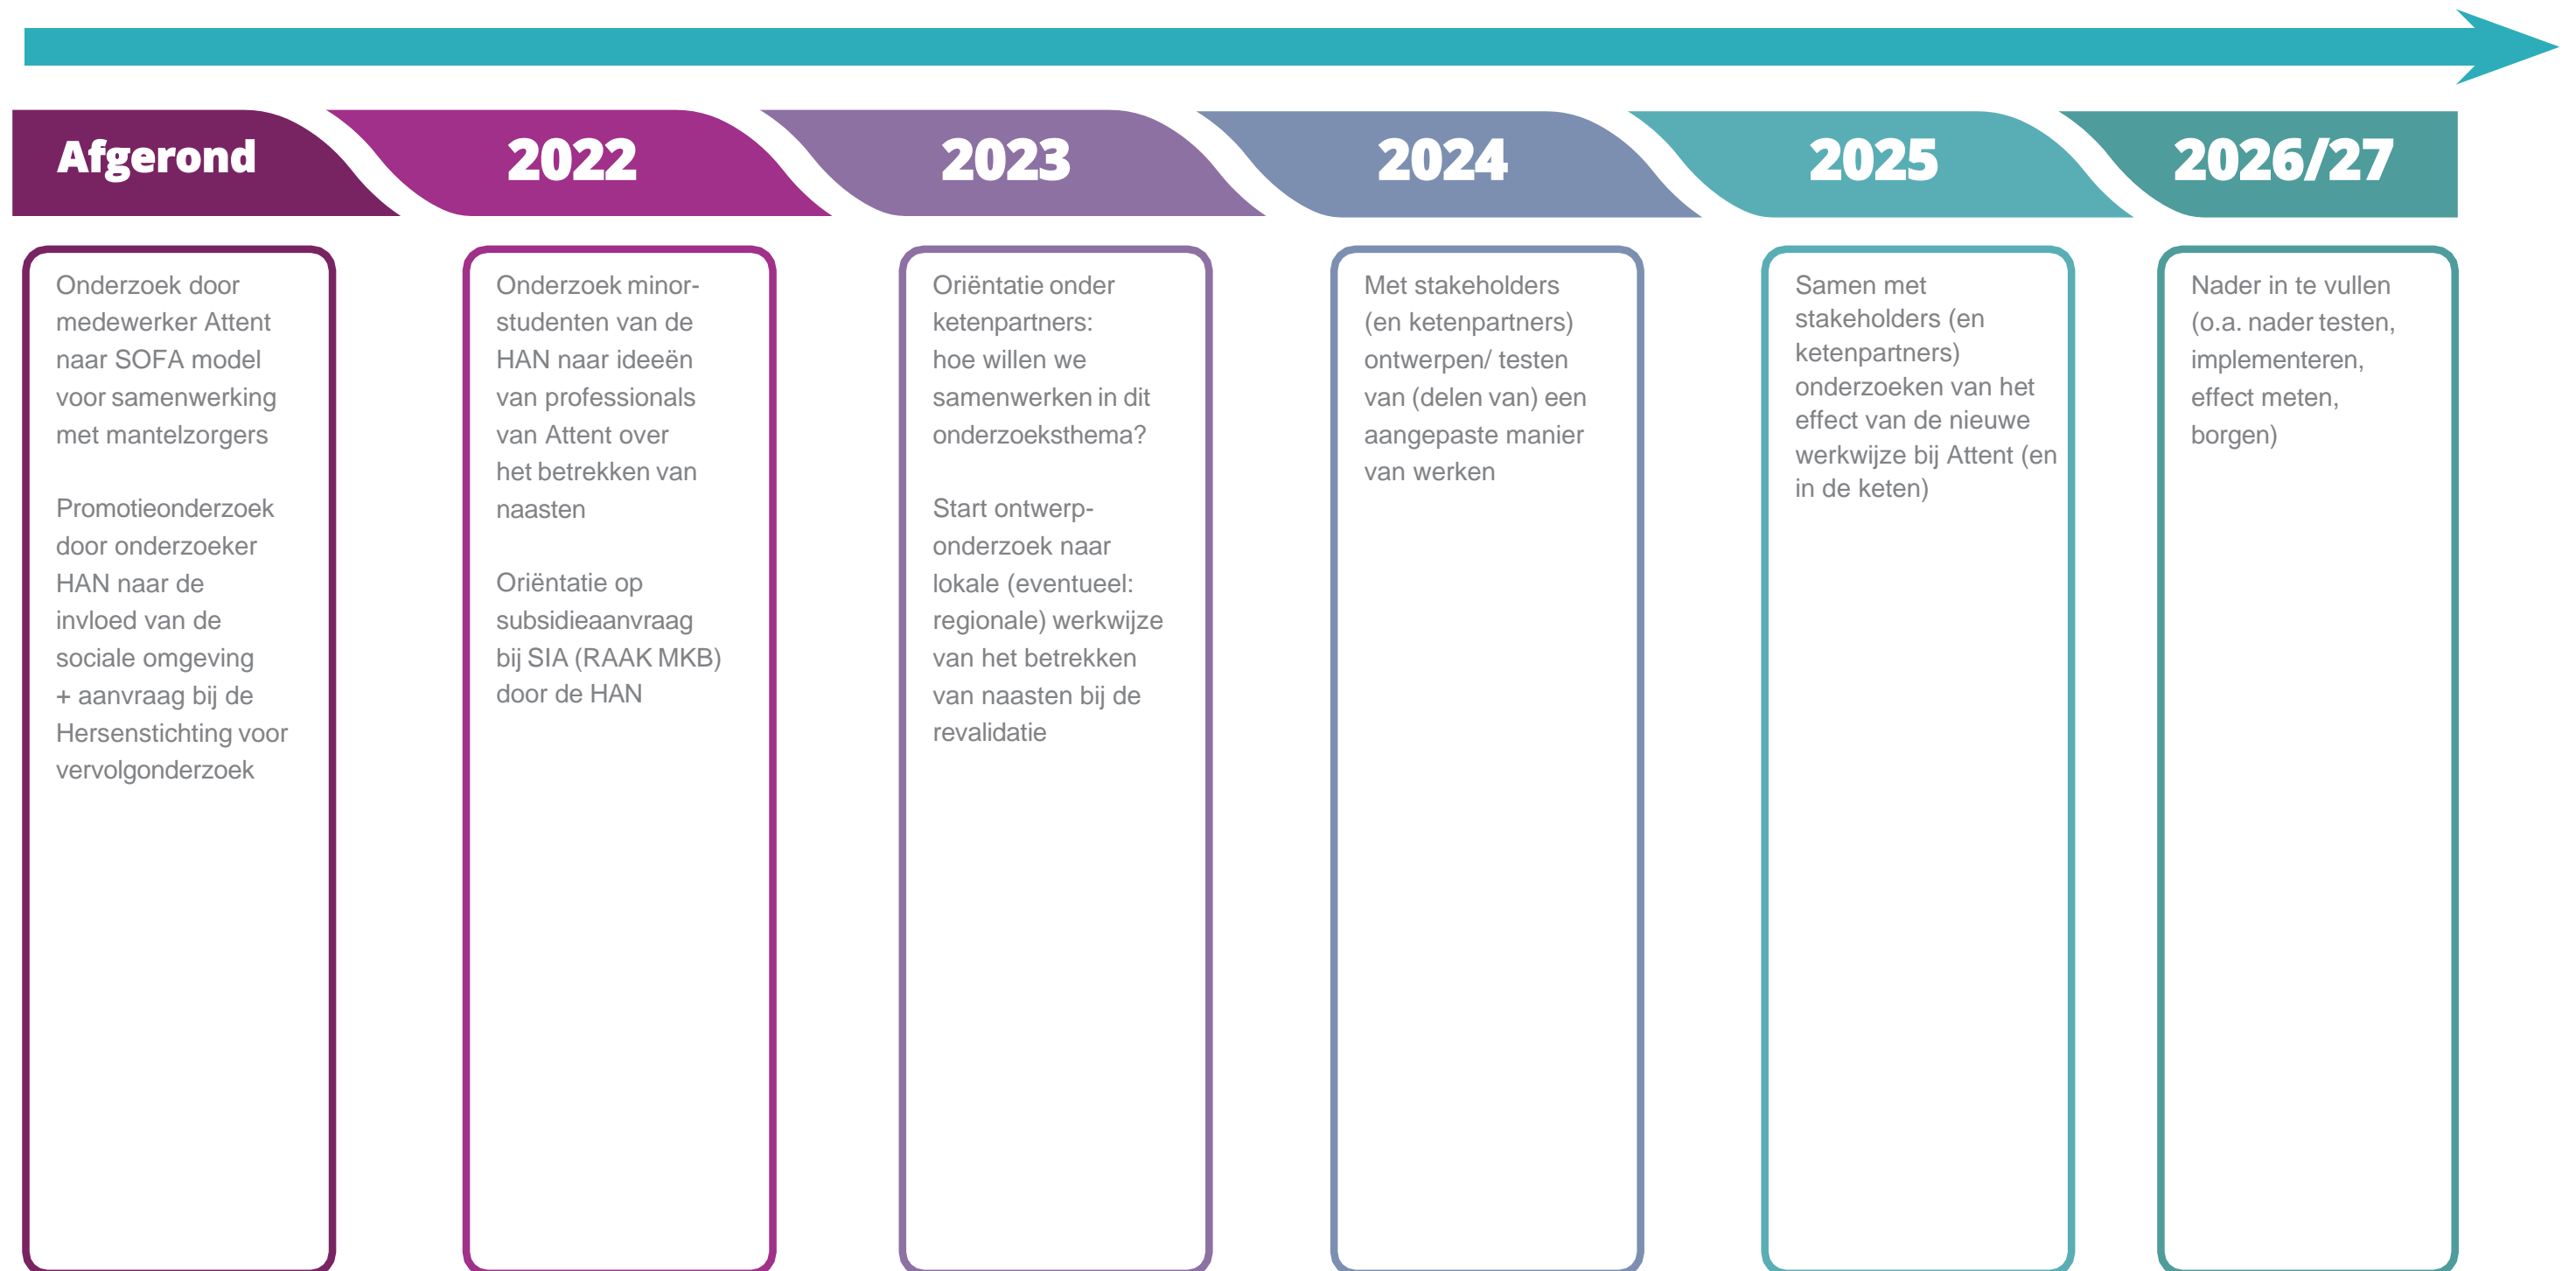 Afgerond
2022
2023
2024
2025
2026/27
Onderzoek door
medewerker Attent
naar SOFA model
voor samenwerking
met mantelzorgers
Promotieonderzoek
door onderzoeker
HAN naar de
invloed van de
sociale omgeving
+ aanvraag bij de
Hersenstichting voor
vervolgonderzoek
Onderzoek minor-
studenten van de
HAN naar ideeën
van professionals
van Attent over
het betrekken van
naasten
Oriëntatie op
subsidieaanvraag
bij SIA (RAAK MKB)
door de HAN
Oriëntatie onder
ketenpartners:
hoe willen we
samenwerken in dit
onderzoeksthema?
Start ontwerp-
onderzoek naar
lokale (eventueel:
regionale) werkwijze
van het betrekken
van naasten bij de
revalidatie
Met stakeholders
(en ketenpartners)
ontwerpen/ testen
van (delen van) een
aangepaste manier
van werken
Samen met
stakeholders (en
ketenpartners)
onderzoeken van het
effect van de nieuwe
werkwijze bij Attent (en
in de keten)
Nader in te vullen
(o.a. nader testen,
implementeren,
effect meten,
borgen)